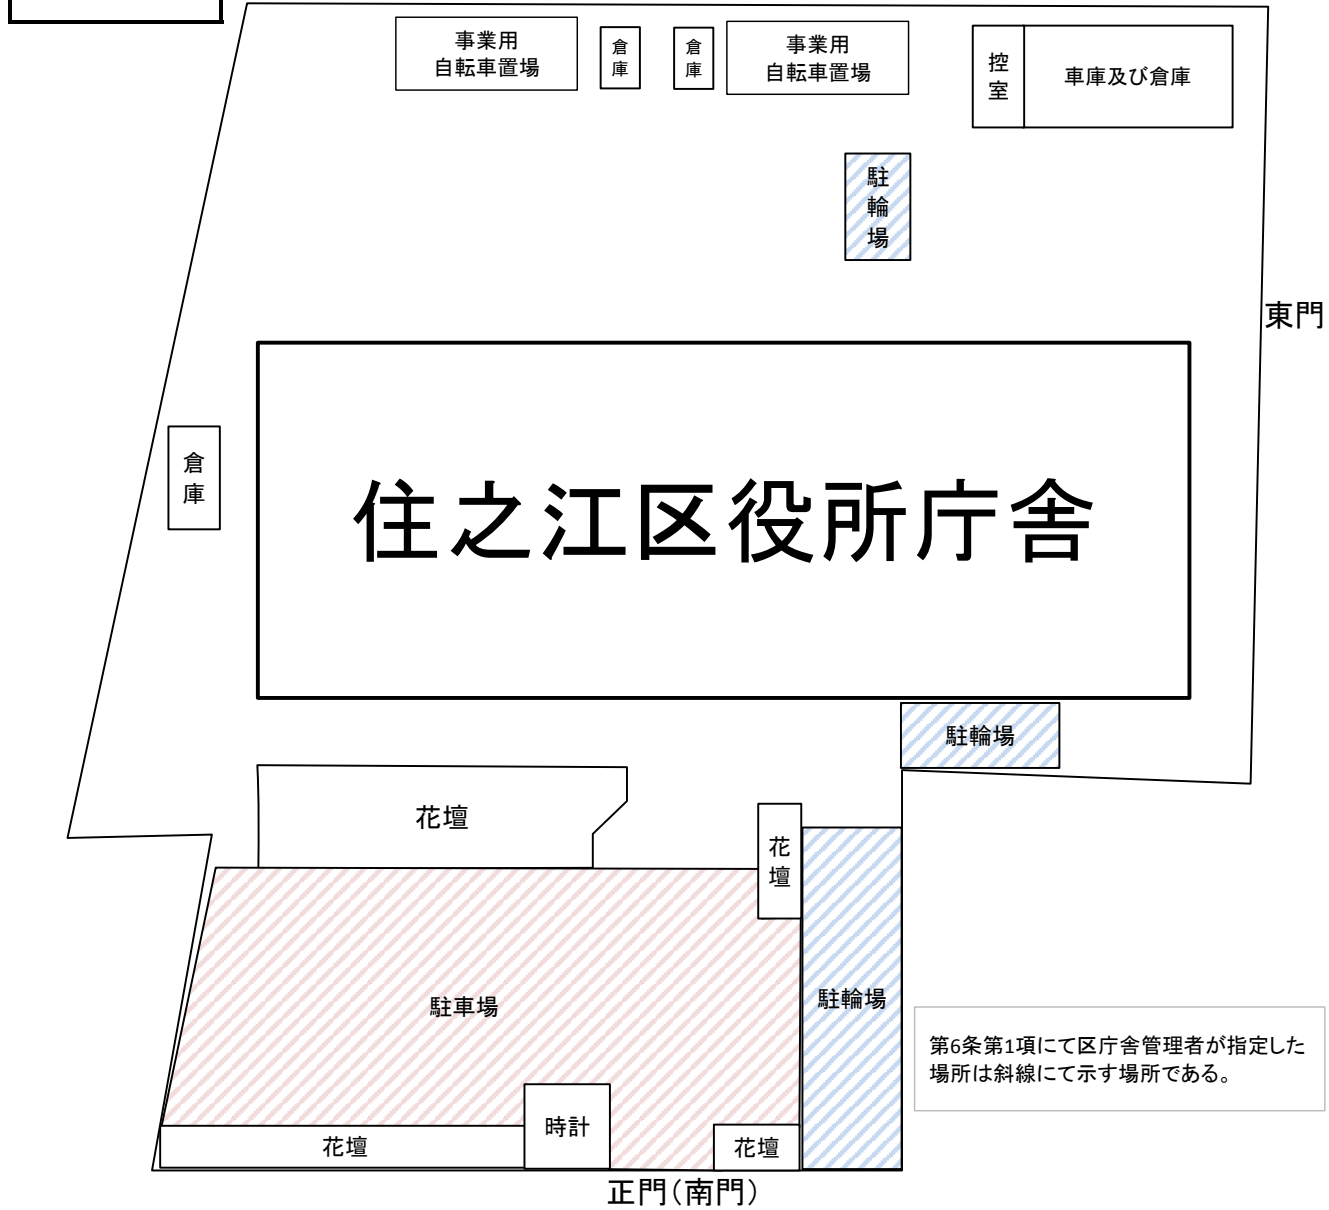 事業用
自転車置場
倉庫
倉庫
事業用
自転車置場
控室
車庫及び倉庫
駐輪場
東門
倉庫
住之江区役所庁舎
駐輪場
花壇
花壇
駐車場
駐輪場
第6条第1項にて区庁舎管理者が指定した
場所は斜線にて示す場所である。
時計
花壇
花壇
正門(南門)